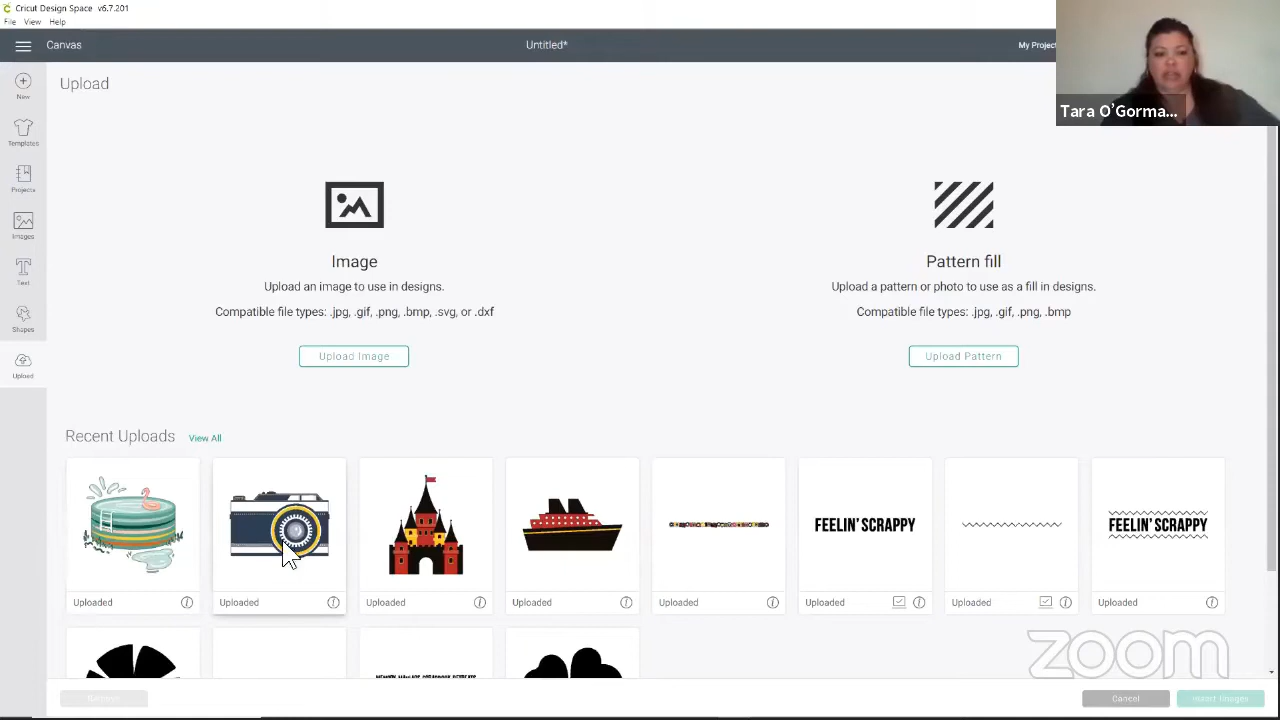 Cricut Design Space v6.7.201
File View Help
Canvas
Untitled*
My Project
Tara O'Gorma...
New
Templates
Projects
Images
Text
Shapes
Upload
Upload
Image
Upload an image to use in designs.
Compatible file types: .jpg, .gif, .png, .bmp, .svg, or .dxf
Upload Image
Pattern fill
Upload a pattern or photo to use as a fill in designs.
Compatible file types: .jpg, .gif, .png, .bmp
Upload Pattern
Recent Uploads View All
FEELIN' SCRAPPY
FEELIN' SCRAPPY
Uploaded Uploaded Uploaded Uploaded Uploaded Uploaded Uploaded Uploaded
zoom
Cancel Insert Images